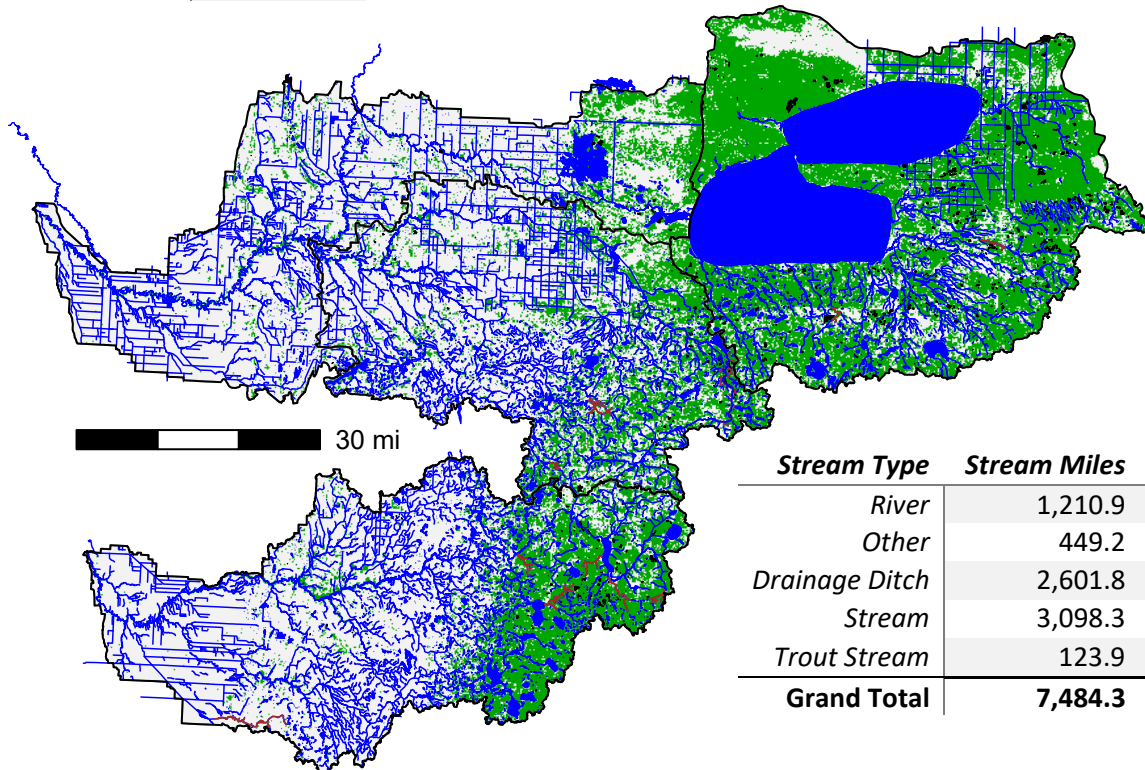 30 mi
Stream Type Stream Miles
River 1,210.9
Other 449.2
Drainage Ditch 2,601.8
Stream 3,098.3
Trout Stream 123.9
Grand Total 7,484.3